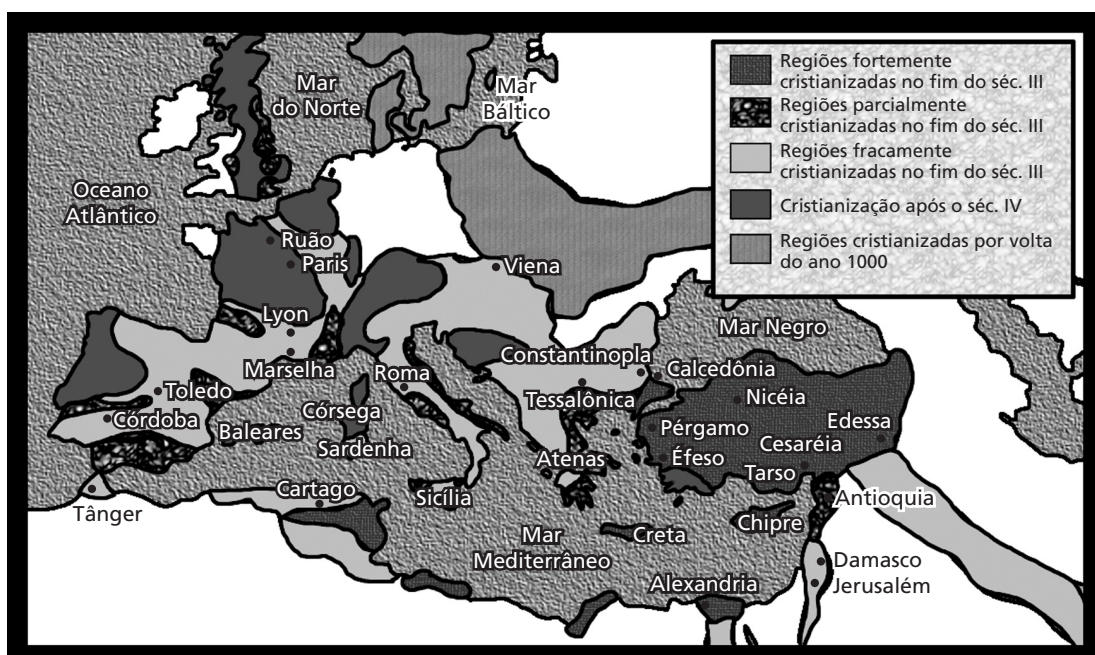 Regiões fortemente
cristianizadas no fim do séc. III
Regiões parcialmente
cristianizadas no fim do séc. III
Regiões fracamente
cristianizadas no fim do séc. III
Cristianização após o séc. IV
Regiões cristianizadas por volta
do ano 1000
Mar
do Norte
Mar
Báltico
Oceano
Atlântico
Ruão
Paris
Viena
Lyon
Mar Negro
Marselha
Roma
Constantinopla
Calcedônia
Toledo
Tessalônica
Nicéia
Córdoba
Córsega
Baleares
Sardenha
Pérgamo
Edessa
Cesaréia
Atenas
Éfeso
Tarso
Tânger
Cartago
Sicília
Antioquia
Mar
Mediterrâneo
Creta
Chipre
Alexandria
Damasco
Jerusalém